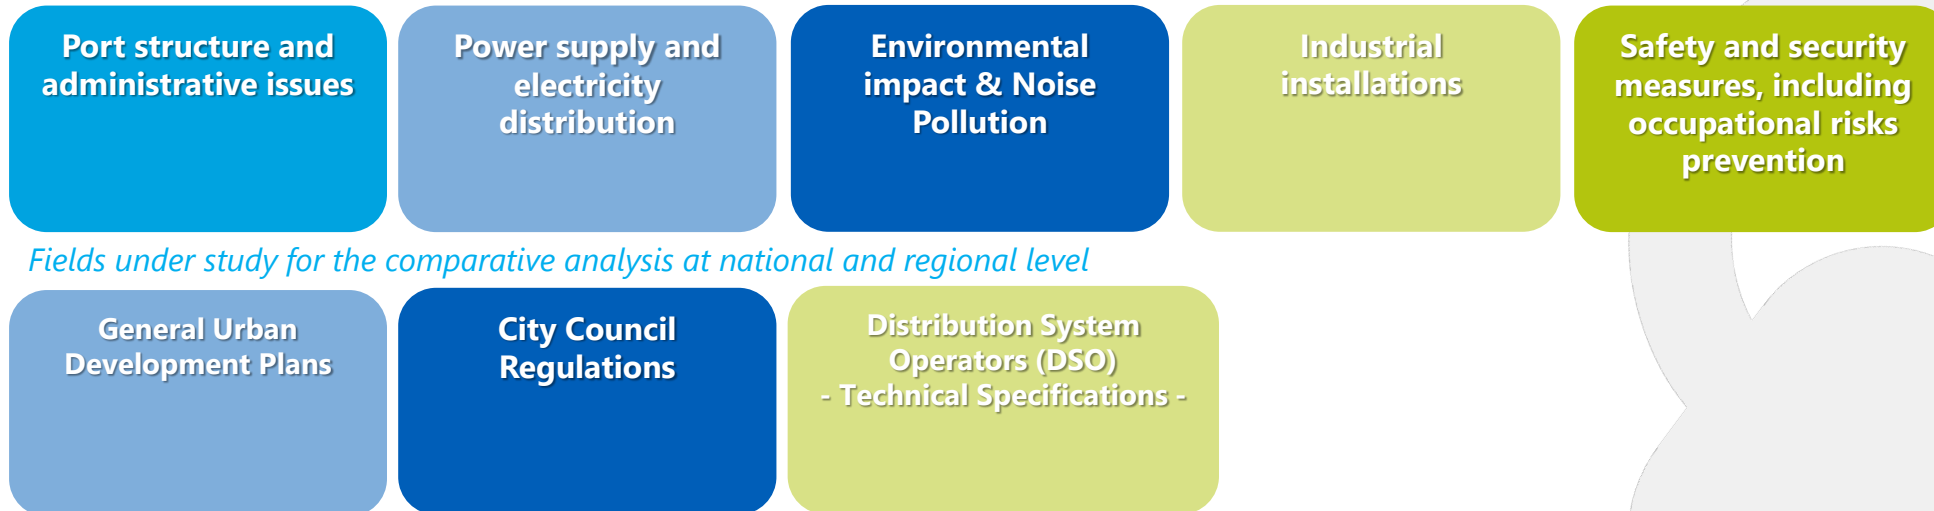 Port structure and
administrative issues
Power supply and
electricity
distribution
Environmental
impact & Noise
Pollution
Industrial
installations
Safety and security
measures, including
occupational risks
prevention
Fields under study for the comparative analysis at national and regional level
General Urban
Development Plans
City Council
Regulations
Distribution System
Operators (DSO)
- Technical Specifications -